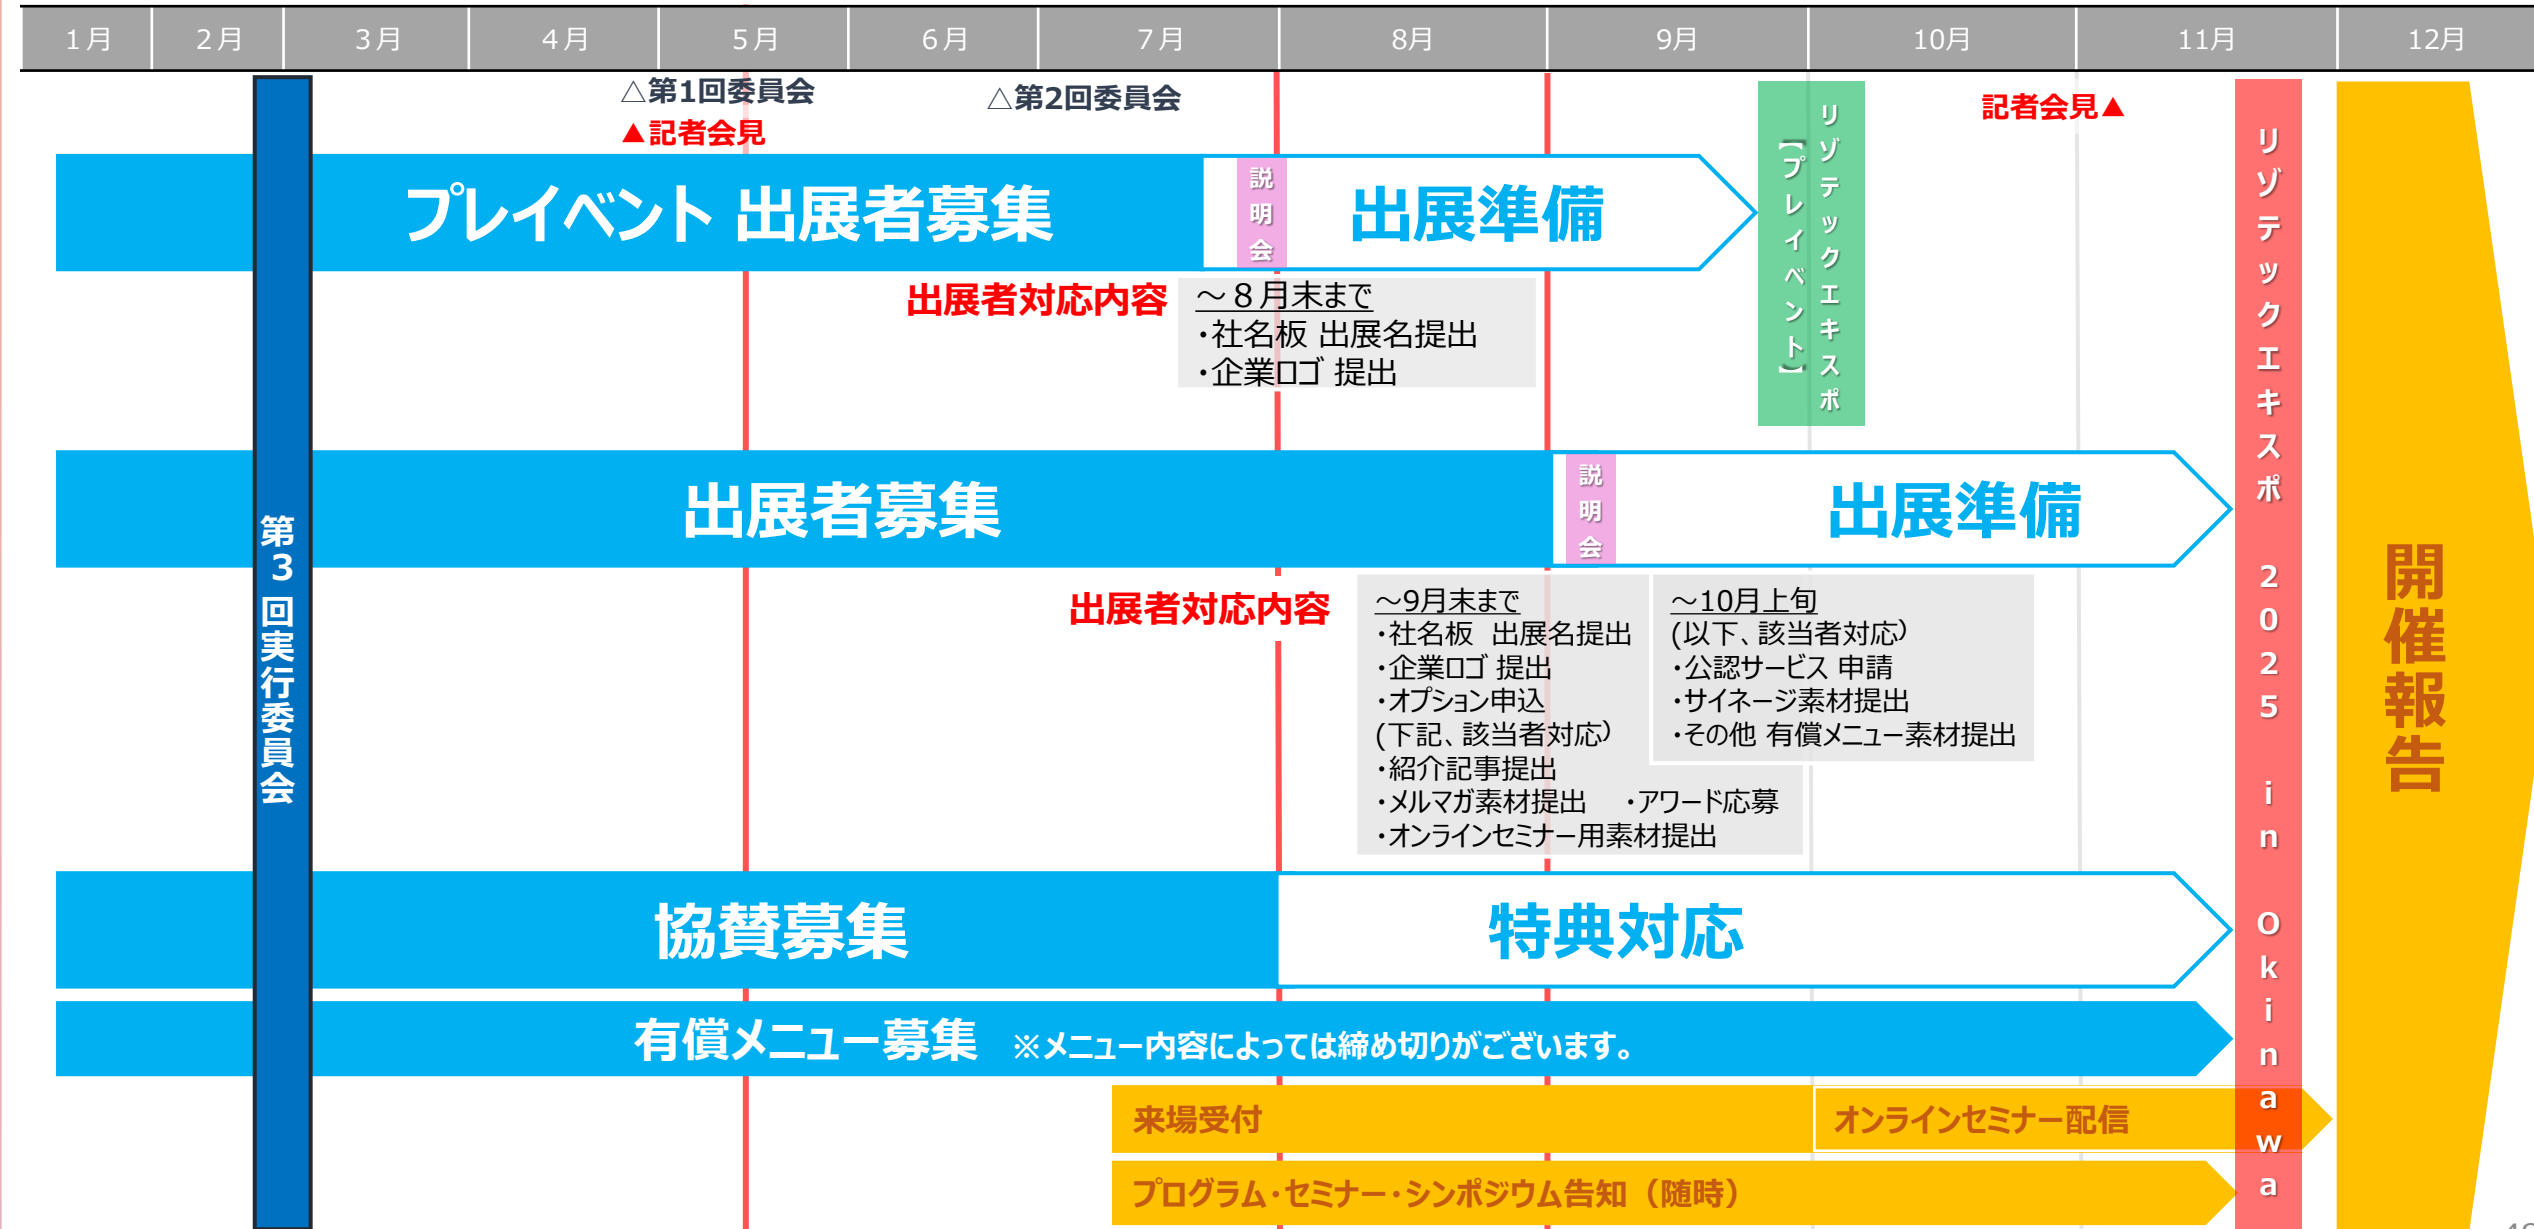 1月
2月
3月
4月
5月
6月
7月
8月
9月
10月
11月
12月
△第1回委員会
▲記者会見
△第2回委員会
記者会見▲
プレイベント 出展者募集
説明会
出展準備
リゾテックエキスポ
【プレイベント】
出展者対応内容
～８月末まで
・社名板 出展名提出
・企業ロゴ 提出
第3回実行委員会
出展者募集
説明会
出展準備
出展者対応内容
～9月末まで
・社名板 出展名提出
・企業ロゴ 提出
・オプション申込
(下記、該当者対応)
・紹介記事提出
・メルマガ素材提出 ・アワード応募
・オンラインセミナー用素材提出
～10月上旬
(以下、該当者対応)
・公認サービス 申請
・サイネージ素材提出
・その他 有償メニュー素材提出
協賛募集
特典対応
有償メニュー募集 ※メニュー内容によっては締め切りがございます。
来場受付
オンラインセミナー配信
プログラム・セミナー・シンポジウム告知（随時）
リゾテックエキスポ 2025 in Okinawa
開催報告